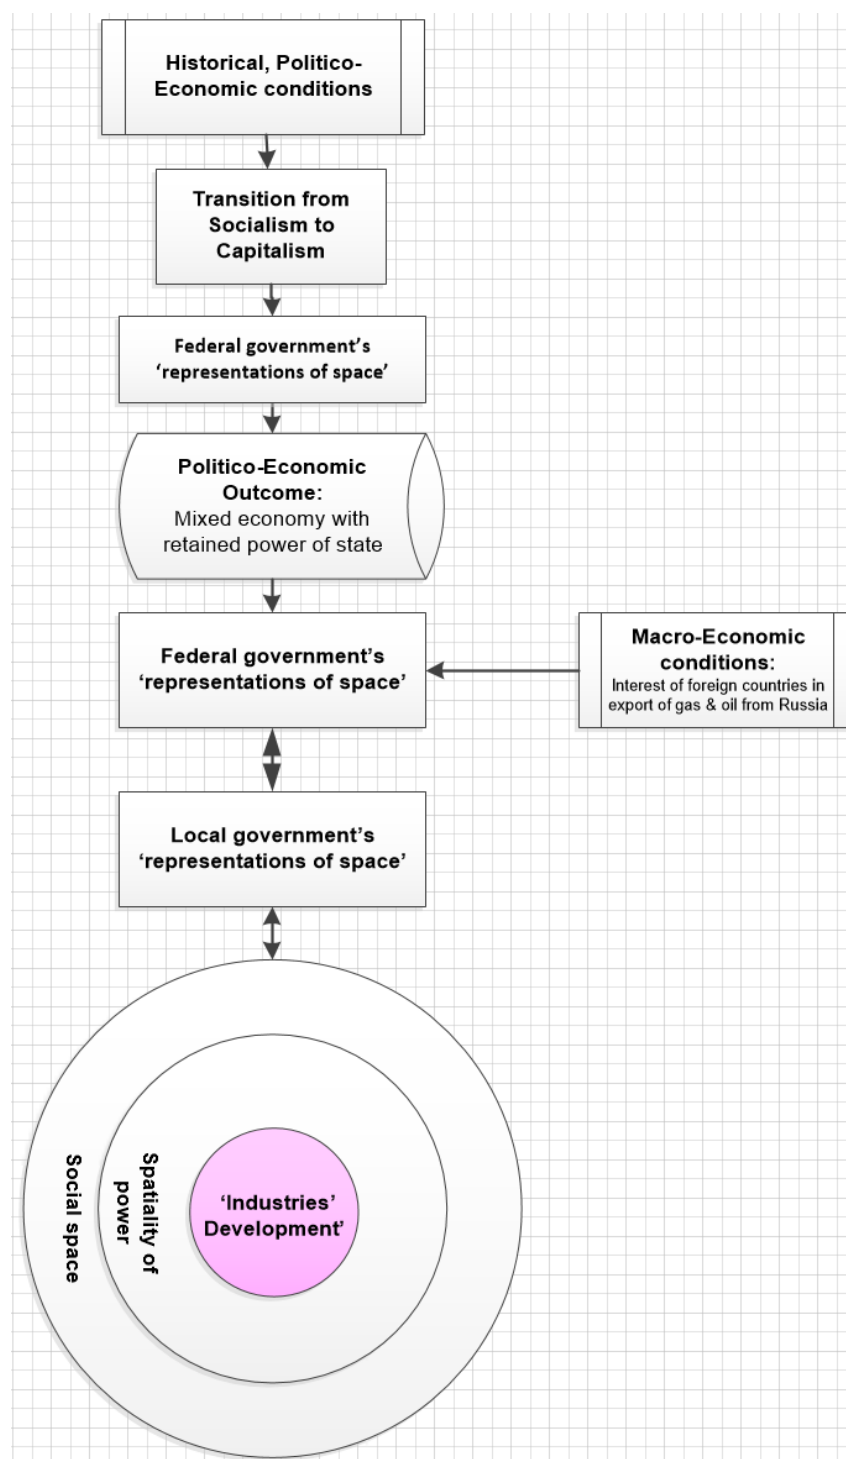 Historical, Politico-
Economic conditions
Transition from
Socialism to
Capitalism
Federal government’s
‘representations of space’
Politico-Economic
Outcome:
Mixed economy with
retained power of state
Federal government’s
‘representations of space’
Macro-Economic
conditions:
Interest of foreign countries in
export of gas & oil from Russia
Local government’s
‘representations of space’
Social space
Spatiality of
power
‘Industries’
Development’